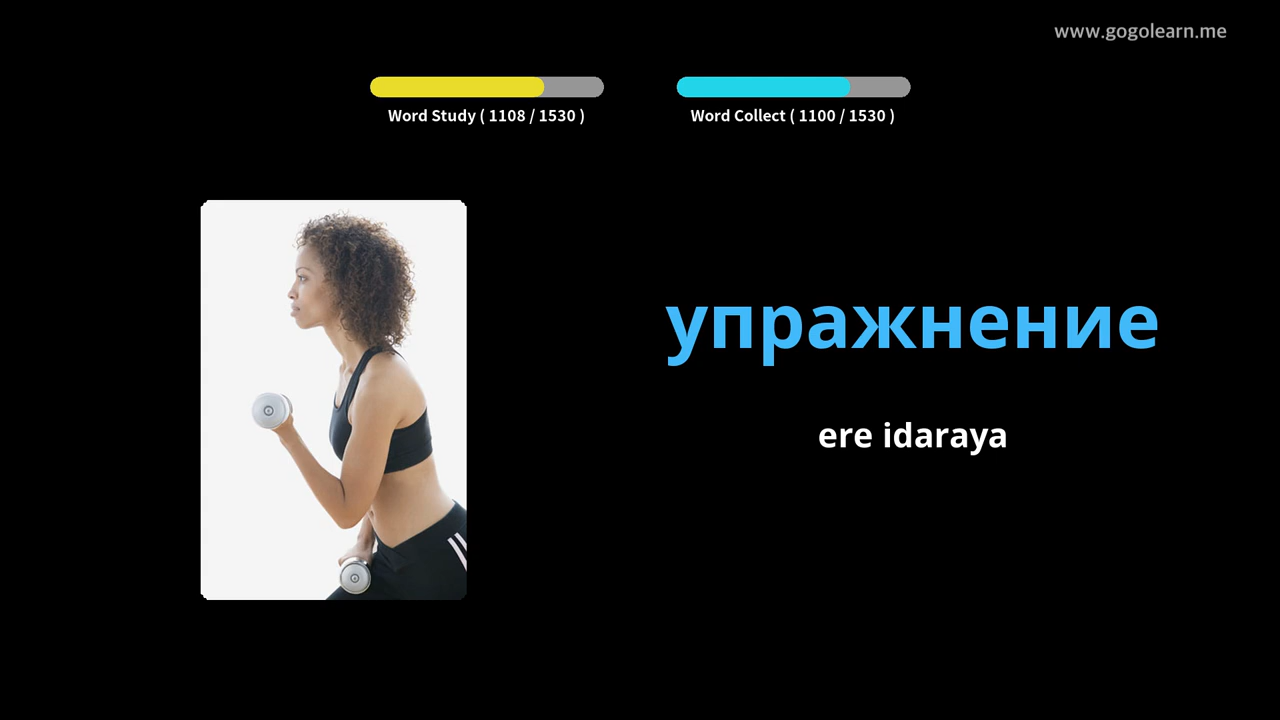 www.gogolearn.me
Word Study ( 1108 / 1530 )
Word Collect ( 1100 / 1530 )
упражнение
ere idaraya